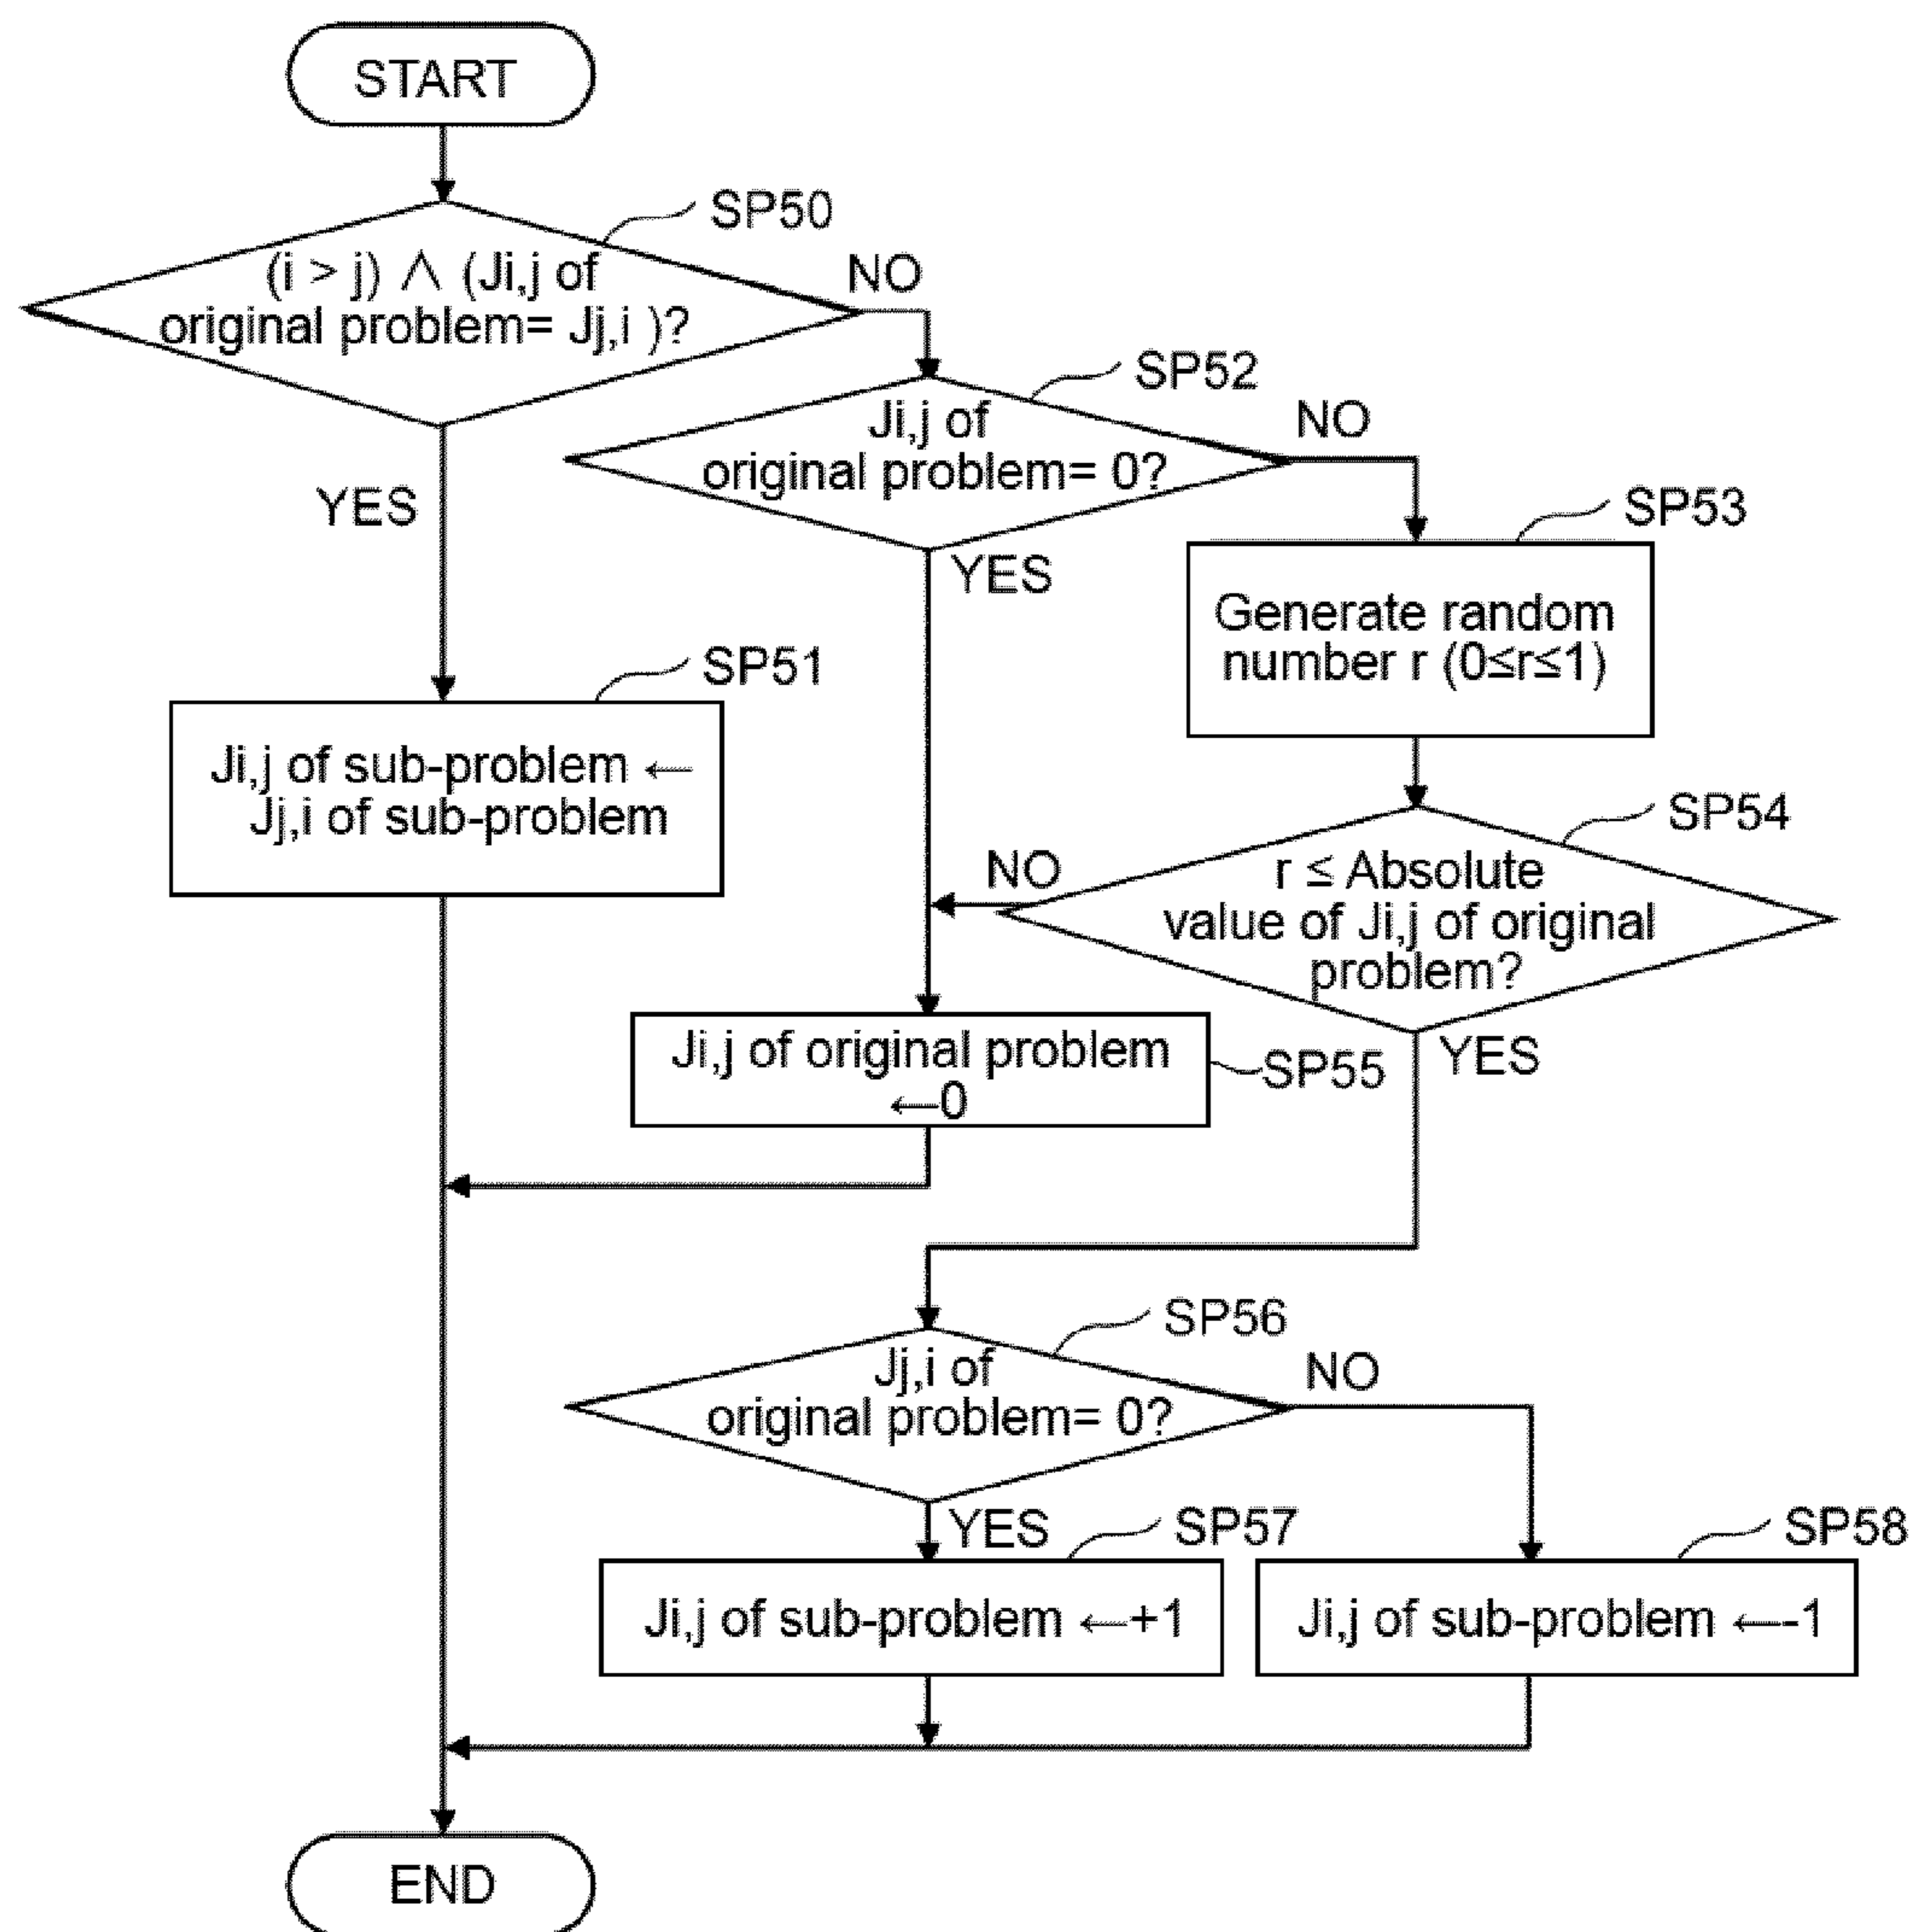 START
SP50
(i > j) ∧ (Ji,j of
original problem= Jj,i )?
NO
YES
SP52
Ji,j of
original problem= 0?
NO
YES
SP53
Generate random
number r (0≤r≤1)
SP51
Ji,j of sub-problem ←
Jj,i of sub-problem
SP54
r ≤ Absolute
value of Ji,j of original
problem?
NO
YES
Ji,j of original problem
←0
SP55
SP56
Jj,i of
original problem= 0?
NO
YES
SP57
Ji,j of sub-problem ←+1
SP58
Ji,j of sub-problem ←-1
END